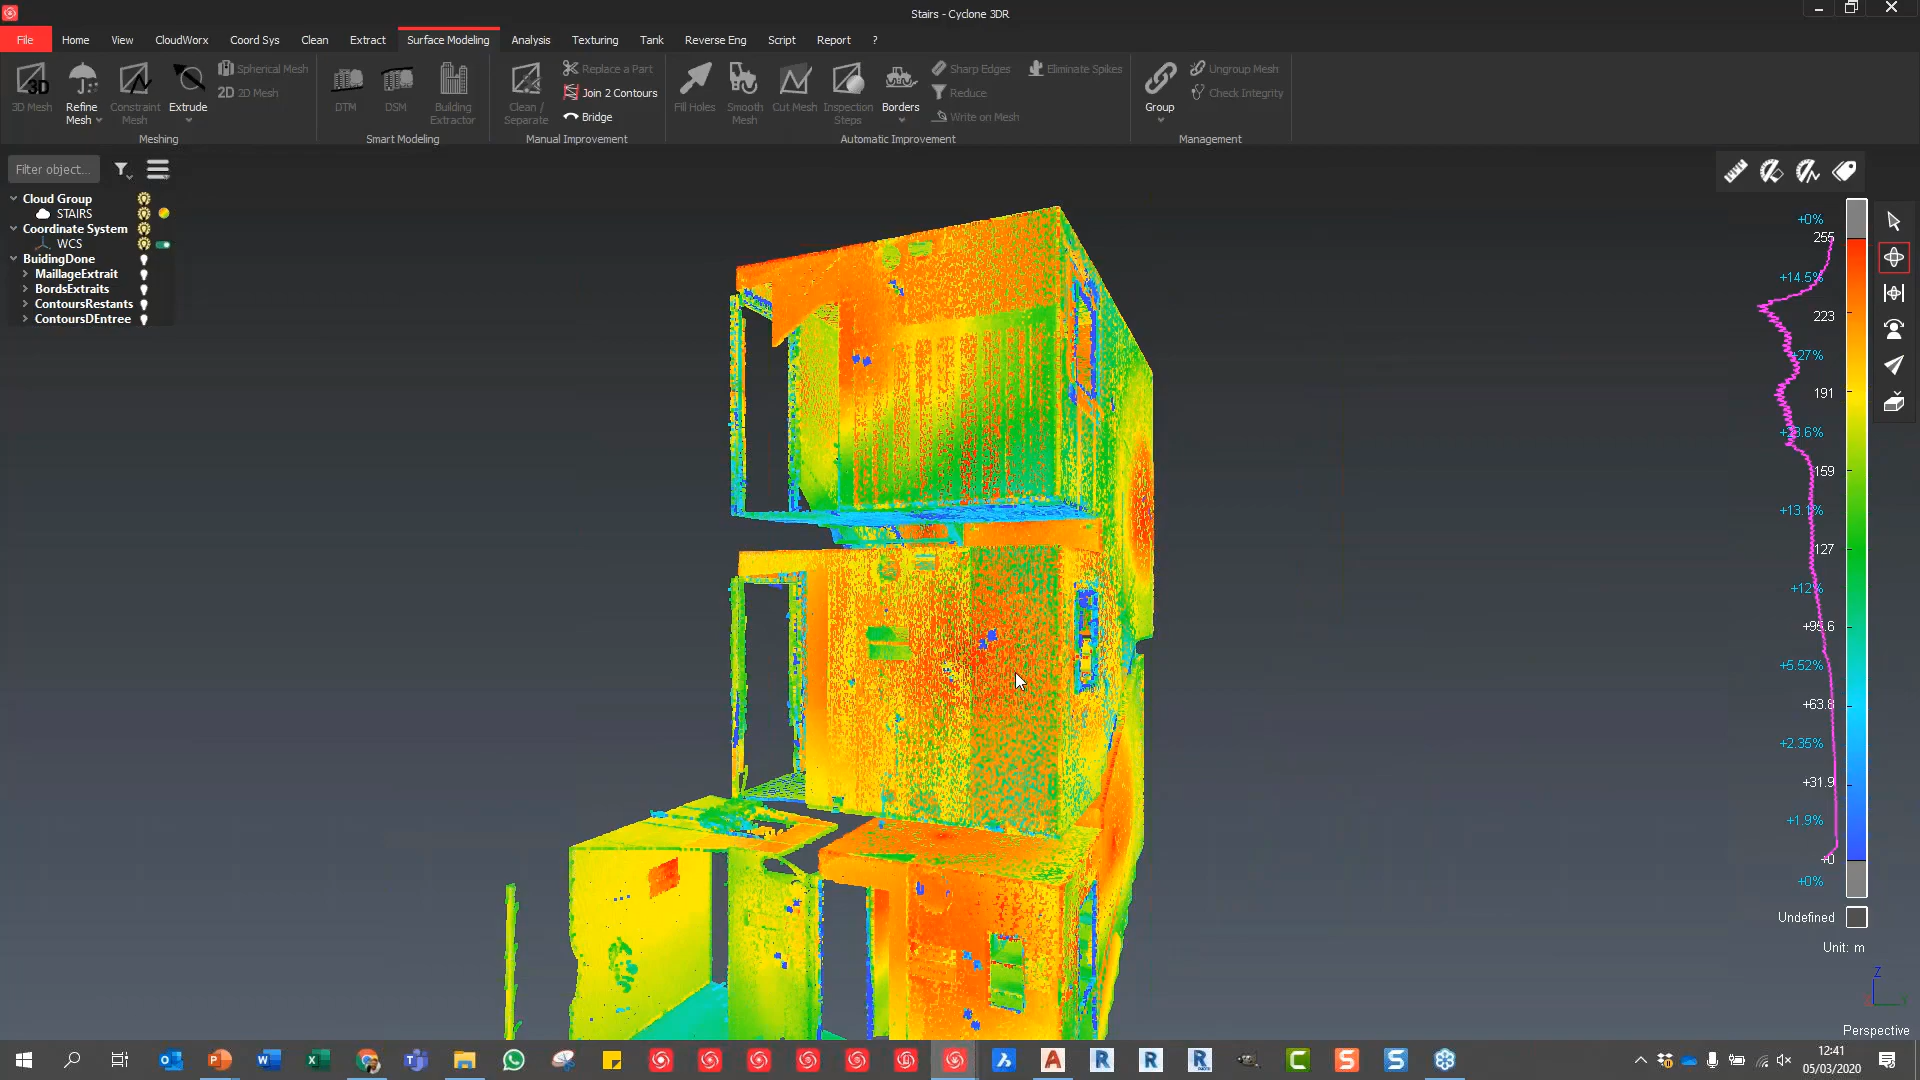 Stairs - Cyclone 3DR
File Home View CloudWorx Coord Sys Clean Extract Surface Modeling Analysis Texturing Tank Reverse Eng Script Report ?
3D Mesh
Refine Mesh
Constraint Mesh
Extrude
Spherical Mesh
2D 2D Mesh
Meshing
DTM
DSM
Building Extractor
Smart Modeling
Clean / Separate
Replace a Part
Join 2 Contours
Bridge
Manual Improvement
Fill Holes
Smooth Mesh
Cut Mesh
Inspection Steps
Borders
Sharp Edges
Reduce
Write on Mesh
Eliminate Spikes
Automatic Improvement
Group
Ungroup Mesh
Check Integrity
Management
Filter object...
Cloud Group
STAIRS
Coordinate System
WCS
BuidingDone
MaillageExtrait
BordsExtraits
ContoursRestants
ContoursDEntree
+0%
255
+14.5%
223
+27%
191
159
127
+12%
+5.52%
+63.8
+2.35%
+31.9
+1.9%
+0
+0%
Undefined
Unit: m
Z
Perspective
12:41
05/03/2020